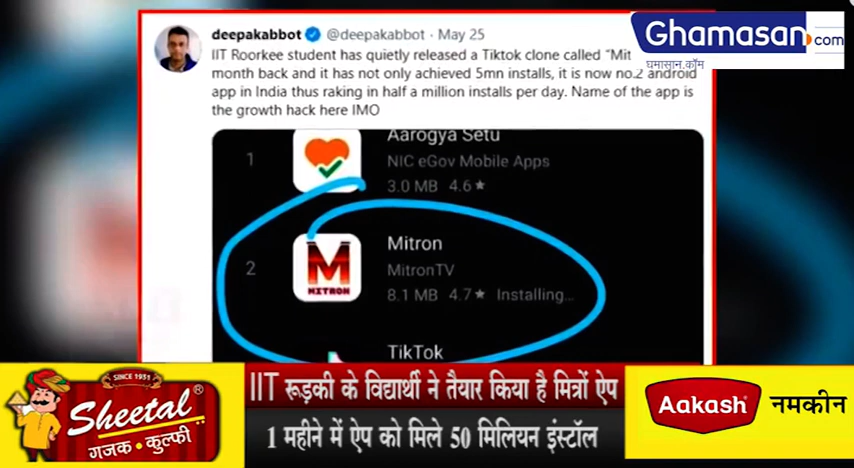 deepakabbot @deepakabbot · May 25
IIT Roorkee student has quietly released a Tiktok clone called "Mit
month back and it has not only achieved 5mn installs, it is now no.2 android
app in India thus raking in half a million installs per day. Name of the app is
the growth hack here IMO
Ghamasan.com
घमासान.कॉम
1
Aarogya Setu
NIC eGov Mobile Apps
3.0 MB 4.6★
M
MITRON
2
Mitron
MitronTV
8.1 MB 4.7★ Installing...
TikTok
SINCE 1931
Sheetal®
गजक • कुल्फी
IIT रूड़की के विद्यार्थी ने तैयार किया है मित्रों ऐप
1 महीने में ऐप को मिले 50 मिलियन इंस्टॉल
Aakash नमकीन